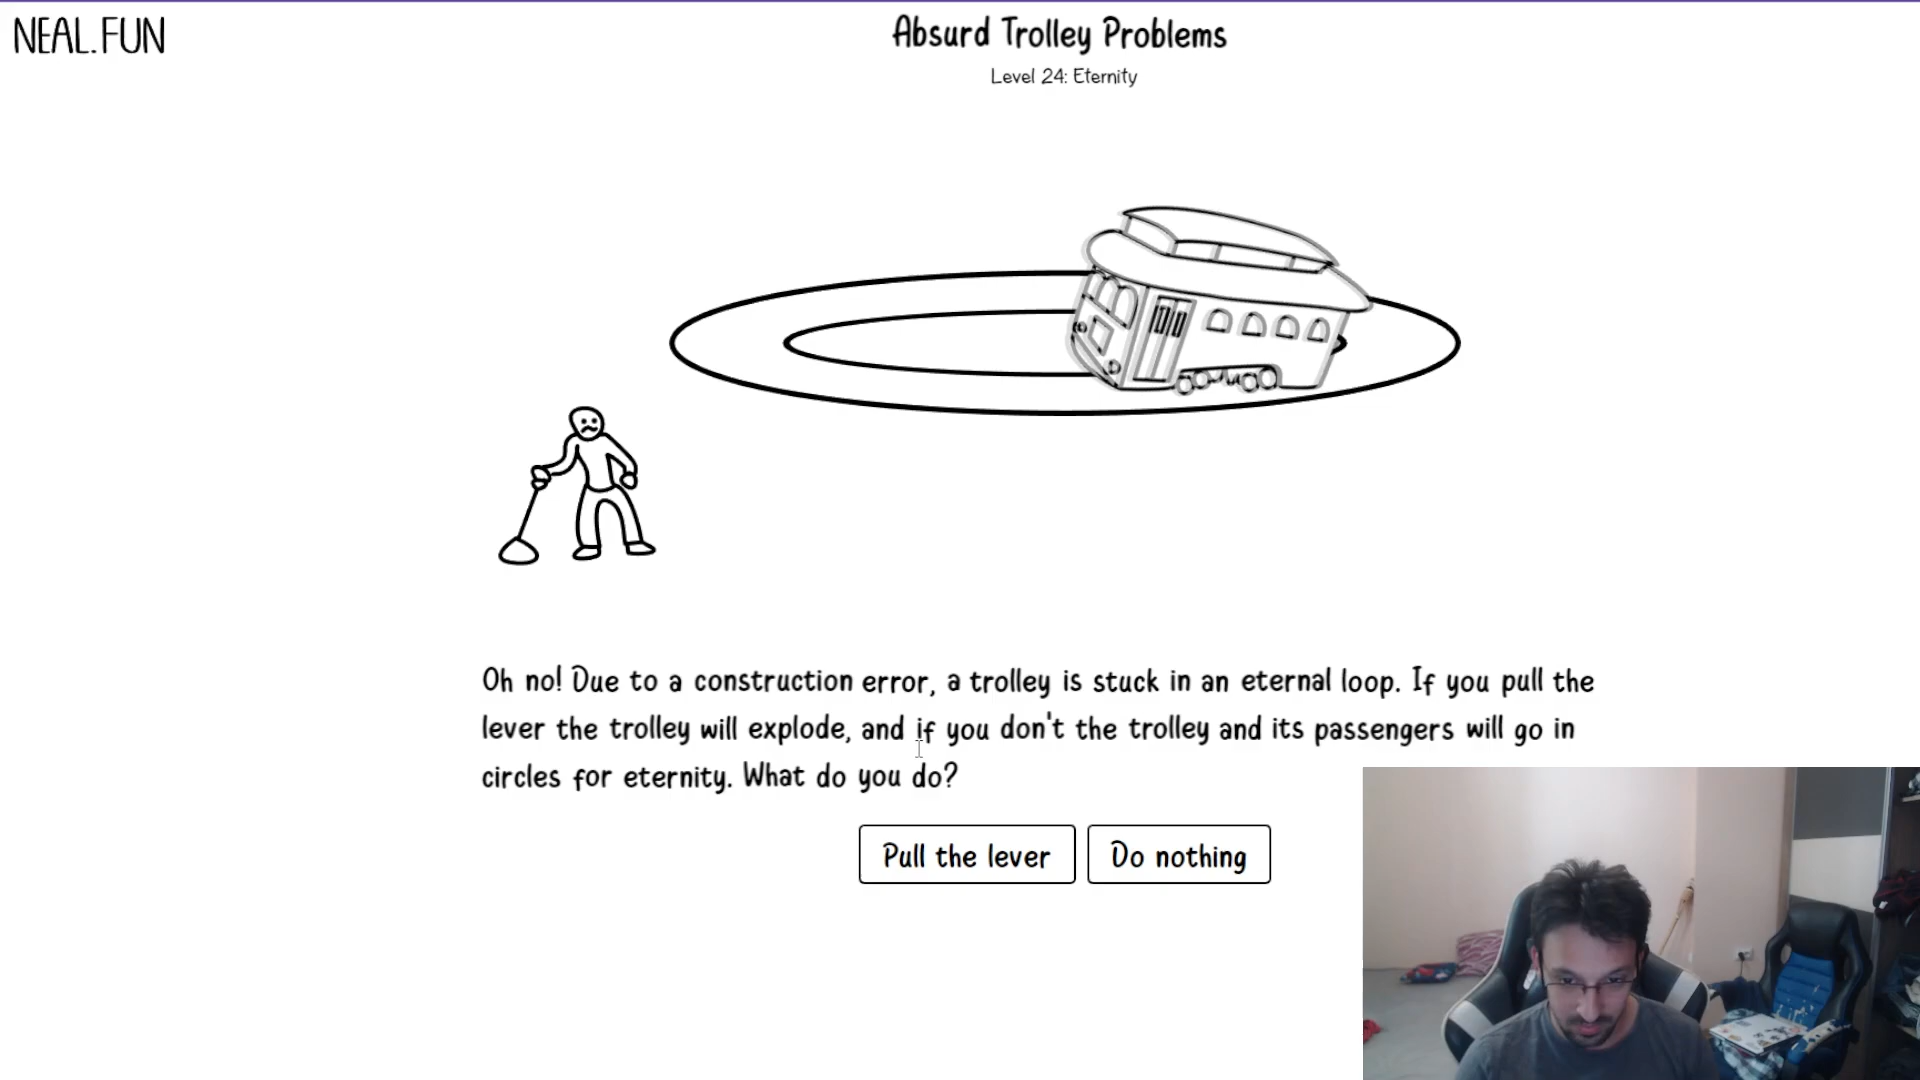 NEAL.FUN
Absurd Trolley Problems
Level 24: Eternity
Oh no! Due to a construction error, a trolley is stuck in an eternal loop. If you pull the
lever the trolley will explode, and if you don't the trolley and its passengers will go in
circles for eternity. What do you do?
Pull the lever
Do nothing